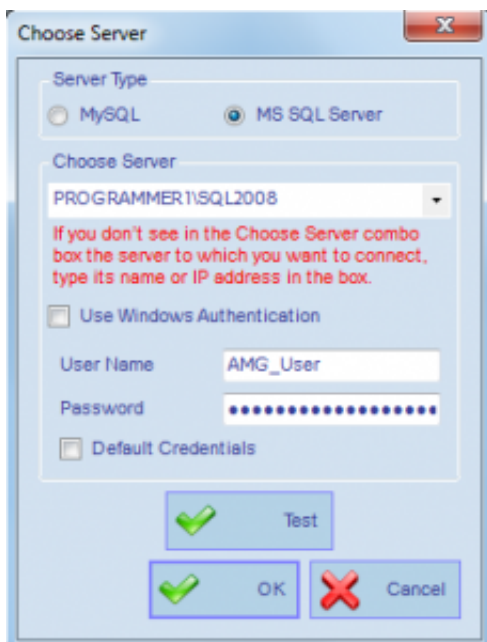 Choose Server
Server Type
MySQL
MS SQL Server
Choose Server
PROGRAMMER1\SQL2008
If you don't see in the Choose Server combo
box the server to which you want to connect,
type its name or IP address in the box.
Use Windows Authentication
User Name
AMG_User
Password
••••••••••••••••••
Default Credentials
Test
OK
Cancel